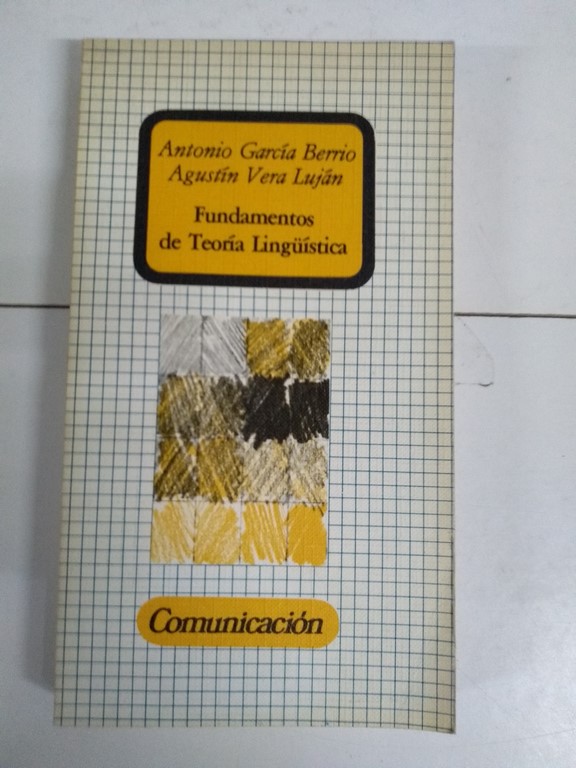 Antonio García Berrio
Agustín Vera Luján
Fundamentos
de Teoría Lingüística
Comunicación